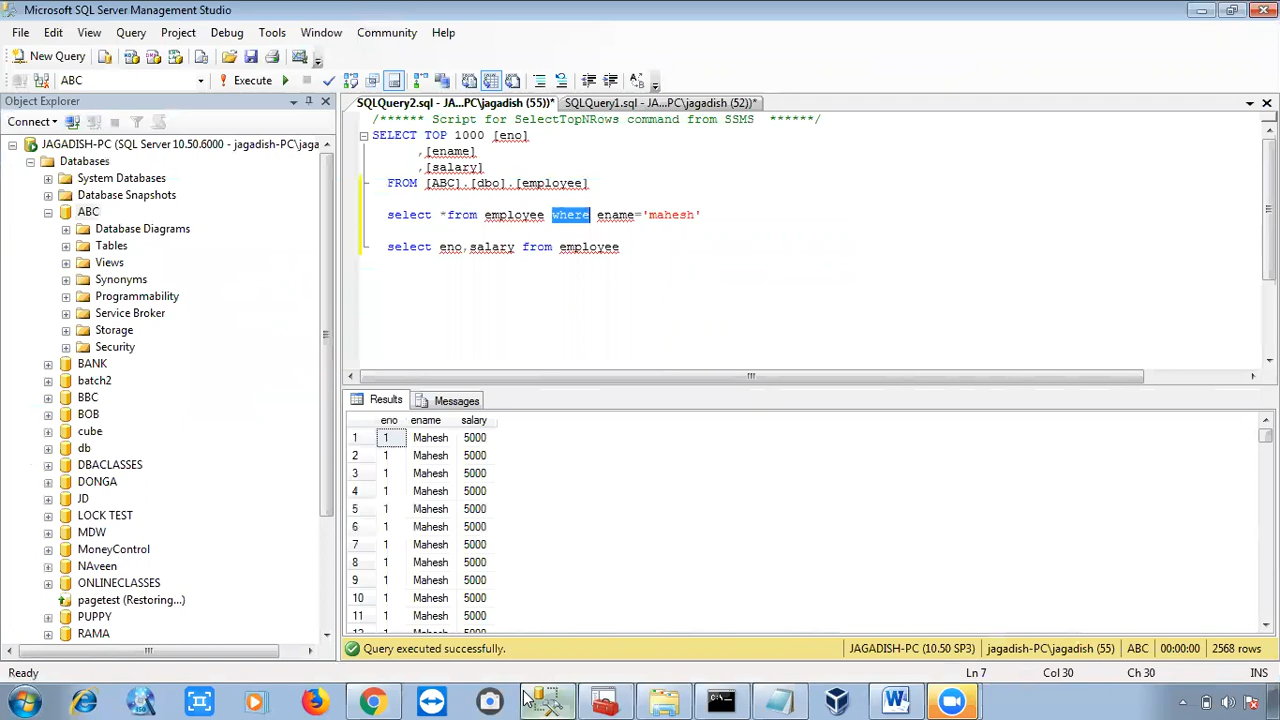 Microsoft SQL Server Management Studio
File Edit View Query Project Debug Tools Window Community Help
New Query
ABC Execute
Object Explorer
SQLQuery2.sql - JA...PC\jagadish (55))* SQLQuery1.sql - JA...PC\jagadish (52))*
Connect
JAGADISH-PC (SQL Server 10.50.6000 - jagadish-PC\jaga
Databases
System Databases
Database Snapshots
ABC
Database Diagrams
Tables
Views
Synonyms
Programmability
Service Broker
Storage
Security
BANK
batch2
BBC
BOB
cube
db
DBACLASSES
DONGA
JD
LOCK TEST
MDW
MoneyControl
NAveen
ONLINECLASSES
pagetest (Restoring...)
PUPPY
RAMA
/****** Script for SelectTopNRows command from SSMS ******/
SELECT TOP 1000 [eno]
,[ename]
,[salary]
FROM [ABC].[dbo].[employee]
select *from employee where ename='mahesh'
select eno,salary from employee
Results Messages
eno ename salary
1 1 Mahesh 5000
2 1 Mahesh 5000
3 1 Mahesh 5000
4 1 Mahesh 5000
5 1 Mahesh 5000
6 1 Mahesh 5000
7 1 Mahesh 5000
8 1 Mahesh 5000
9 1 Mahesh 5000
10 1 Mahesh 5000
11 1 Mahesh 5000
Query executed successfully. JAGADISH-PC (10.50 SP3) jagadish-PC\jagadish (55) ABC 00:00:00 2568 rows
Ready Ln 7 Col 30 Ch 30 INS